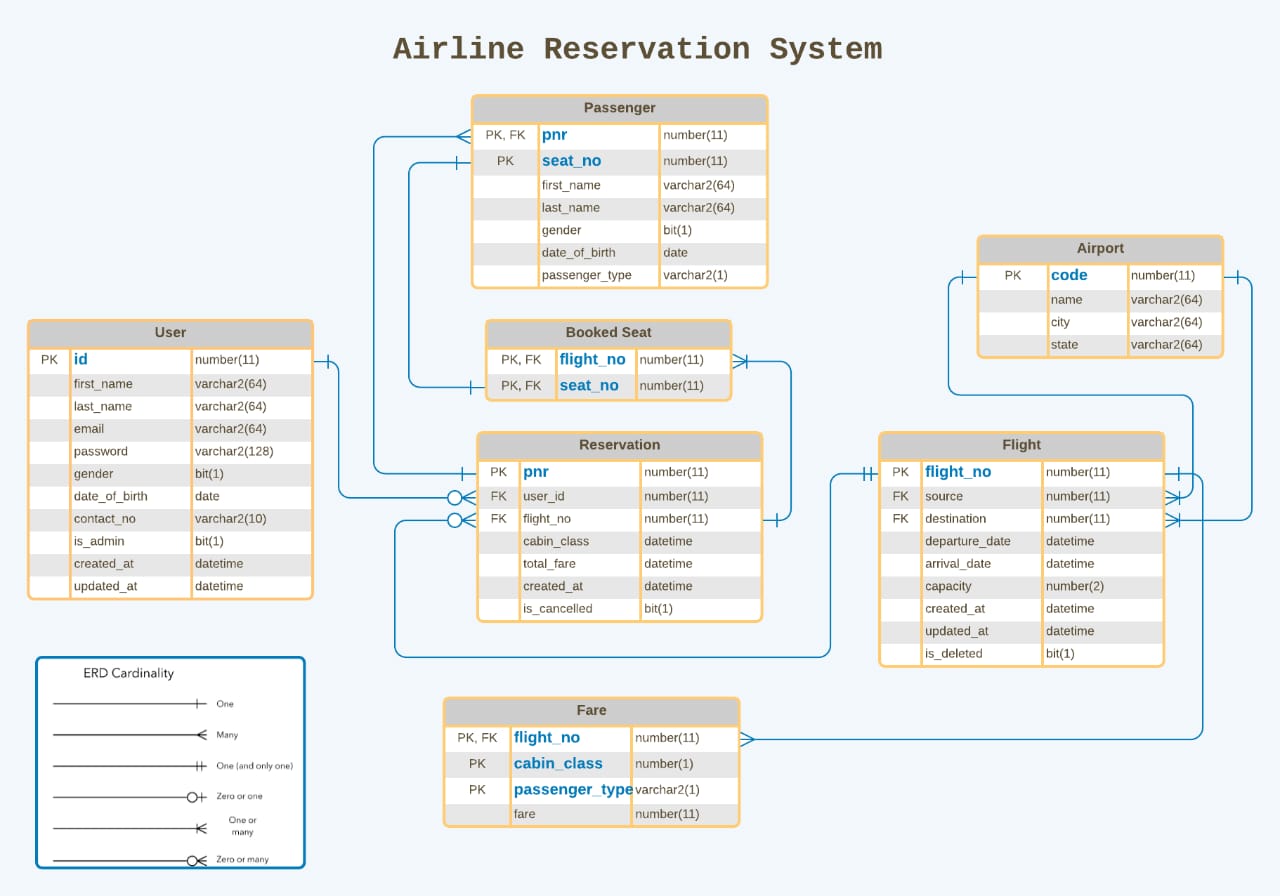 Airline Reservation System
Passenger
PK, FK pnr number(11)
PK seat_no number(11)
first_name varchar2(64)
last_name varchar2(64)
gender bit(1)
date_of_birth date
passenger_type varchar2(1)
Airport
PK code number(11)
name varchar2(64)
city varchar2(64)
state varchar2(64)
User
PK id number(11)
first_name varchar2(64)
last_name varchar2(64)
email varchar2(64)
password varchar2(128)
gender bit(1)
date_of_birth date
contact_no varchar2(10)
is_admin bit(1)
created_at datetime
updated_at datetime
Booked Seat
PK, FK flight_no number(11)
PK, FK seat_no number(11)
Reservation
PK pnr number(11)
FK user_id number(11)
FK flight_no number(11)
cabin_class datetime
total_fare datetime
created_at datetime
is_cancelled bit(1)
Flight
PK flight_no number(11)
FK source number(11)
FK destination number(11)
departure_date datetime
arrival_date datetime
capacity number(2)
created_at datetime
updated_at datetime
is_deleted bit(1)
ERD Cardinality
One
Many
One (and only one)
Zero or one
One or
many
Zero or many
Fare
PK, FK flight_no number(11)
PK cabin_class number(1)
PK passenger_type varchar2(1)
fare number(11)